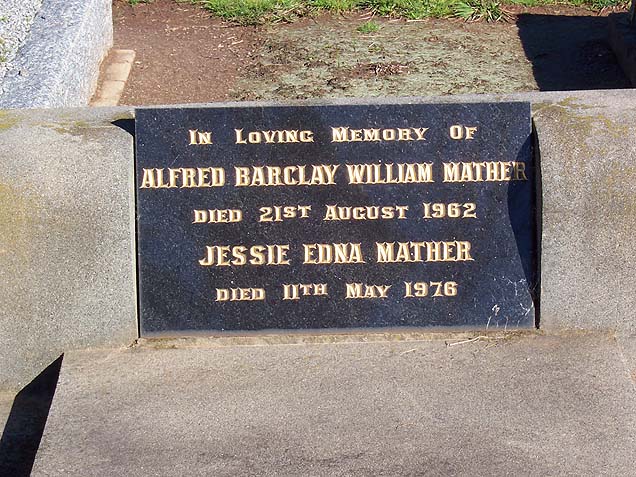 In Loving Memory Of
ALFRED BARCLAY WILLIAM MATHER
DIED 21ST AUGUST 1962
JESSIE EDNA MATHER
DIED 11TH MAY 1976